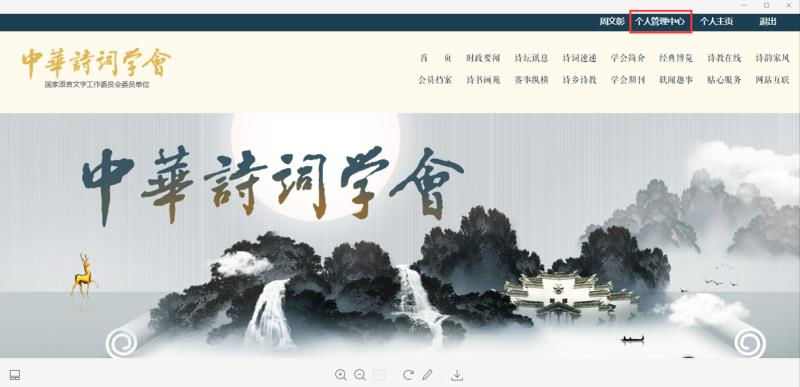 周文彰 个人管理中心 个人主页 退出
中華詩词学會
国家语言文字工作委员会委员单位
首 页 时政要闻 诗坛讯息 诗词速递 学会简介 经典博览 诗教在线 诗韵家风
会员档案 诗书画苑 赛事纵横 诗乡诗教 学会期刊 轶闻趣事 贴心服务 网站互联
中華詩词学會
1:1